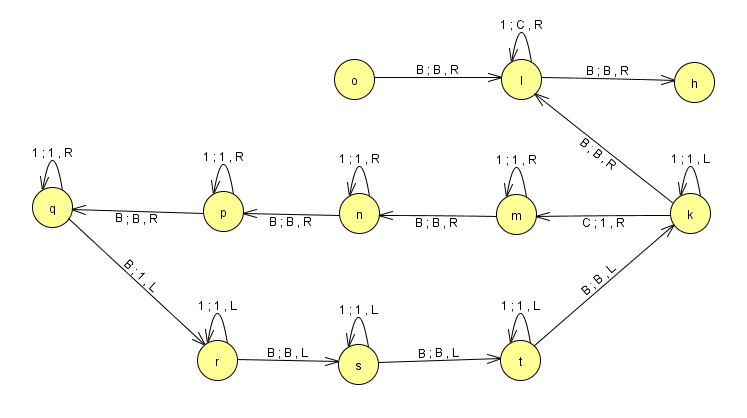 1 ; C , R
o
B ; B , R
l
B ; B , R
h
B ; B , R
1 ; 1 , R
1 ; 1 , R
1 ; 1 , R
1 ; 1 , R
1 ; 1 , L
q
B ; B , R
p
B ; B , R
n
B ; B , R
m
C ; 1 , R
k
B ; 1 , L
B ; B , L
1 ; 1 , L
1 ; 1 , L
1 ; 1 , L
r
B ; B , L
s
B ; B , L
t